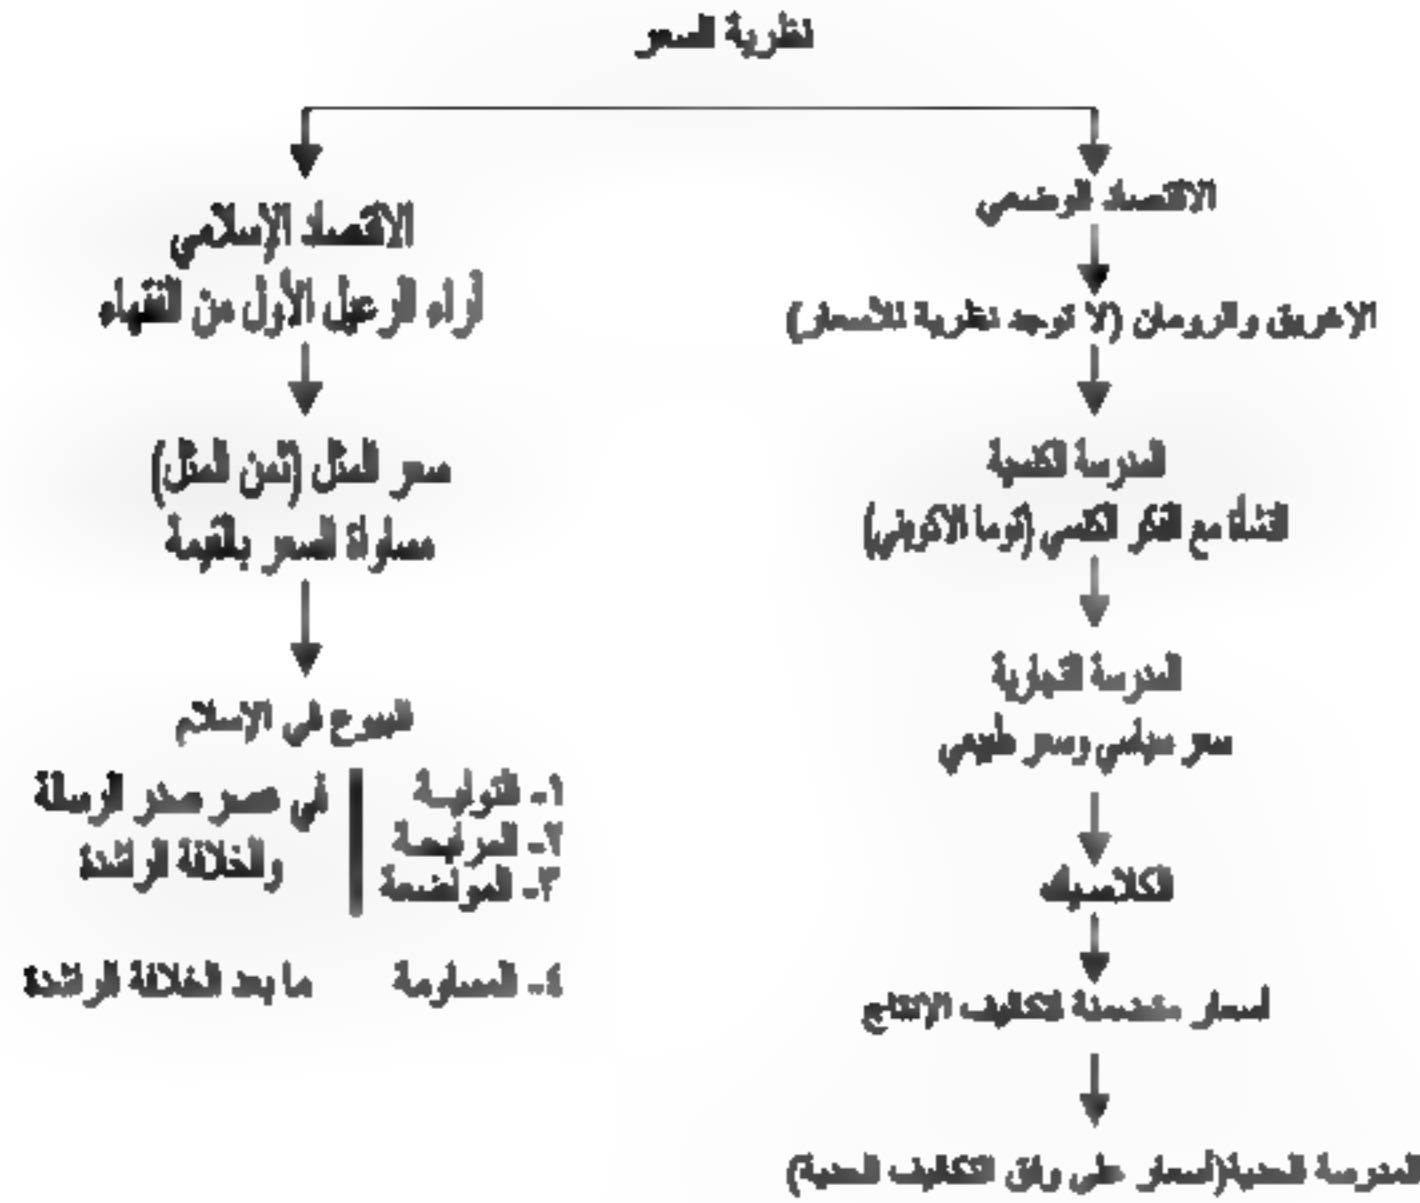 نظرية السعر
الاقتصاد الوضعي
الاغريق والرومان (لا توجد نظرية للأسعار)
المدرسة الكنسية
النشأة مع الفكر الكنسي (توما الاكويني)
المدرسة التجارية
سعر سياسي وسعر طبيعي
الكلاسيك
أسعار متضمنة لتكاليف الإنتاج
المدرسة الحدية(أسعار على وفق التكاليف الحدية)
الاقتصاد الإسلامي
أراء الرعيل الأول من الفقهاء
سعر المثل (ثمن المثل)
مساواة السعر بالقيمة
البيوع في الإسلام
١- التولية
٢- المرابحة
٣- المواضعة
في عصر صدر الرسالة
والخلافة الراشدة
٤- المساومة ما بعد الخلافة الراشدة